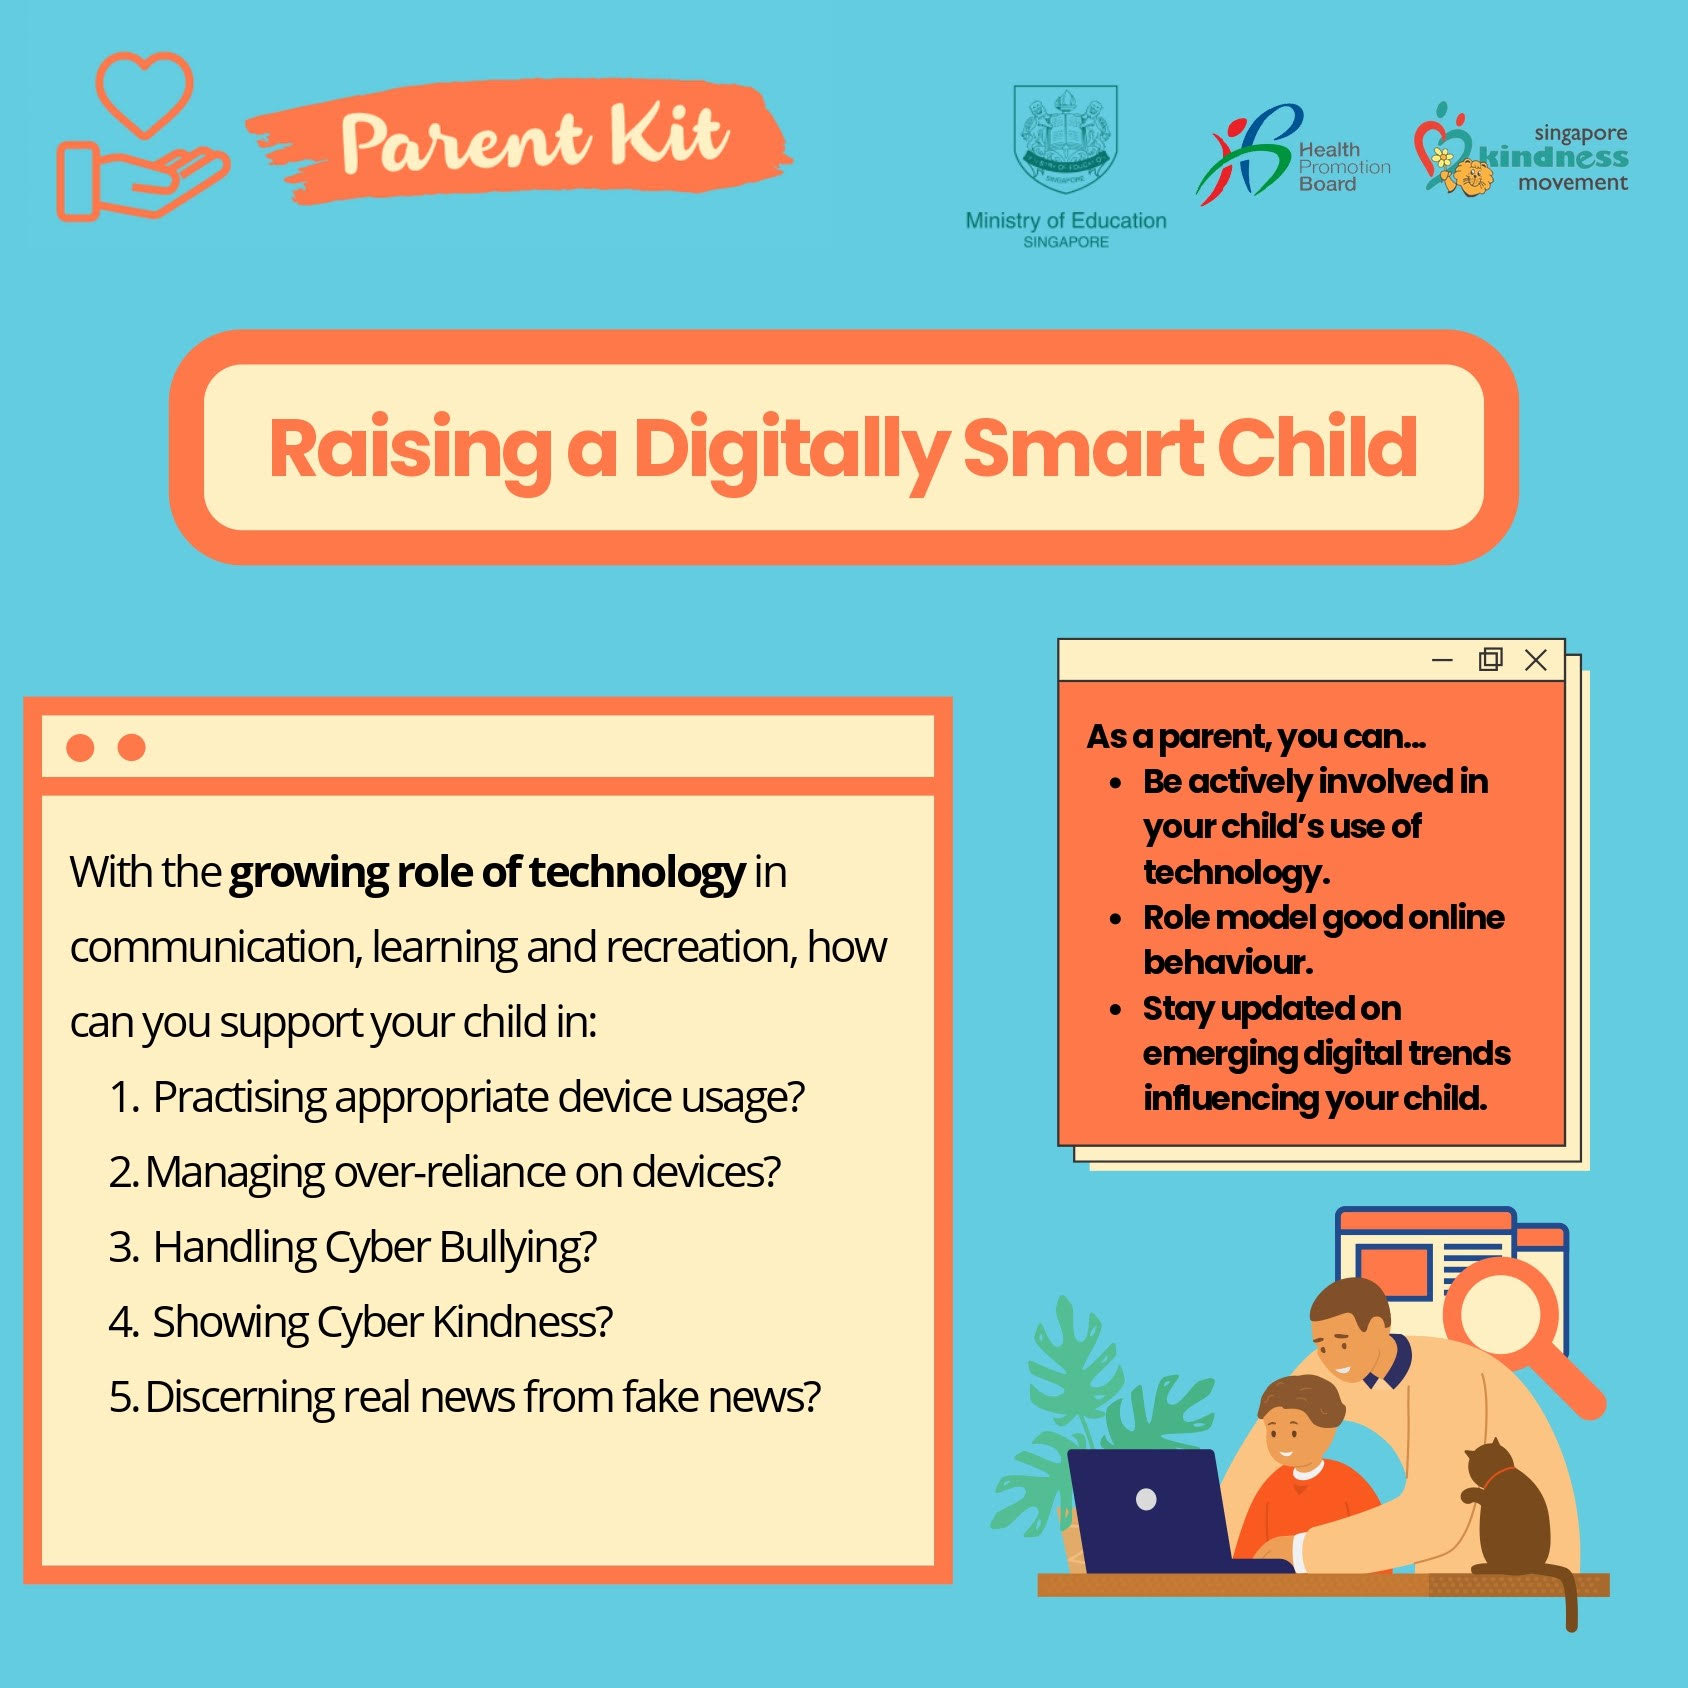 Parent Kit
Ministry of Education
SINGAPORE
Health
Promotion
Board
singapore
kindness
movement
Raising a Digitally Smart Child
With the growing role of technology in
communication, learning and recreation, how
can you support your child in:
1. Practising appropriate device usage?
2. Managing over-reliance on devices?
3. Handling Cyber Bullying?
4. Showing Cyber Kindness?
5. Discerning real news from fake news?
As a parent, you can...
• Be actively involved in
your child's use of
technology.
• Role model good online
behaviour.
• Stay updated on
emerging digital trends
influencing your child.